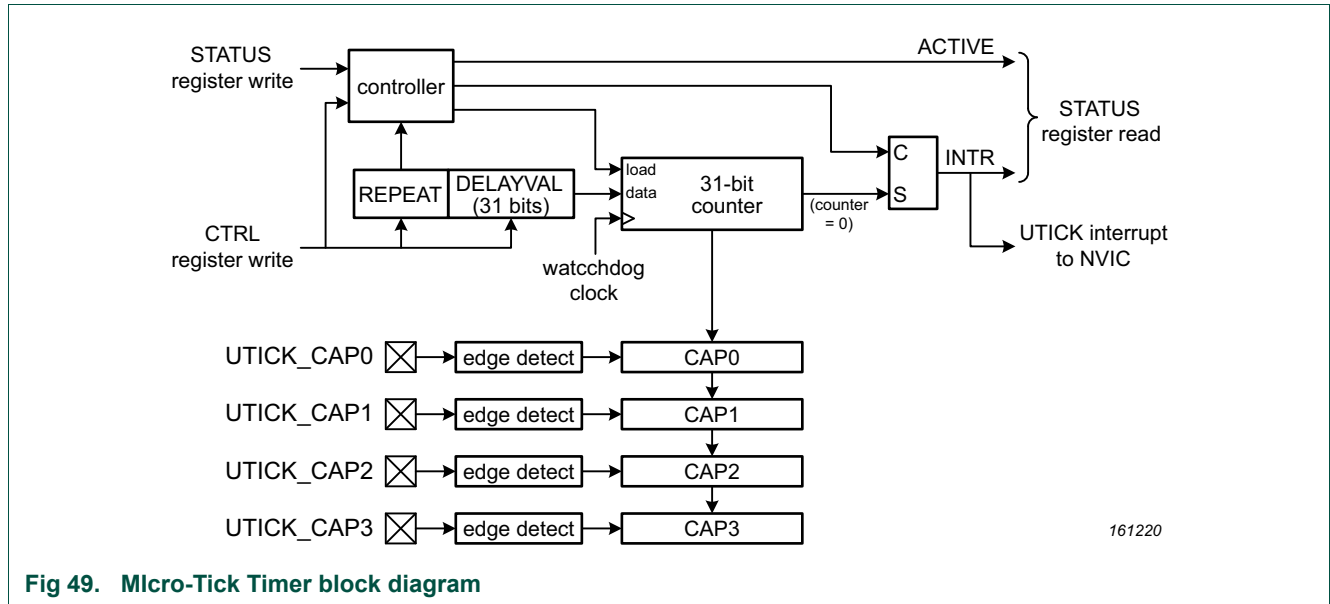 STATUS
register write
controller
ACTIVE
STATUS
register read
C
INTR
S
load
data
31-bit
counter
(counter
= 0)
REPEAT
DELAYVAL
(31 bits)
CTRL
register write
watcchdog
clock
UTICK interrupt
to NVIC
UTICK_CAP0
edge detect
CAP0
UTICK_CAP1
edge detect
CAP1
UTICK_CAP2
edge detect
CAP2
UTICK_CAP3
edge detect
CAP3
161220
Fig 49. MIcro-Tick Timer block diagram